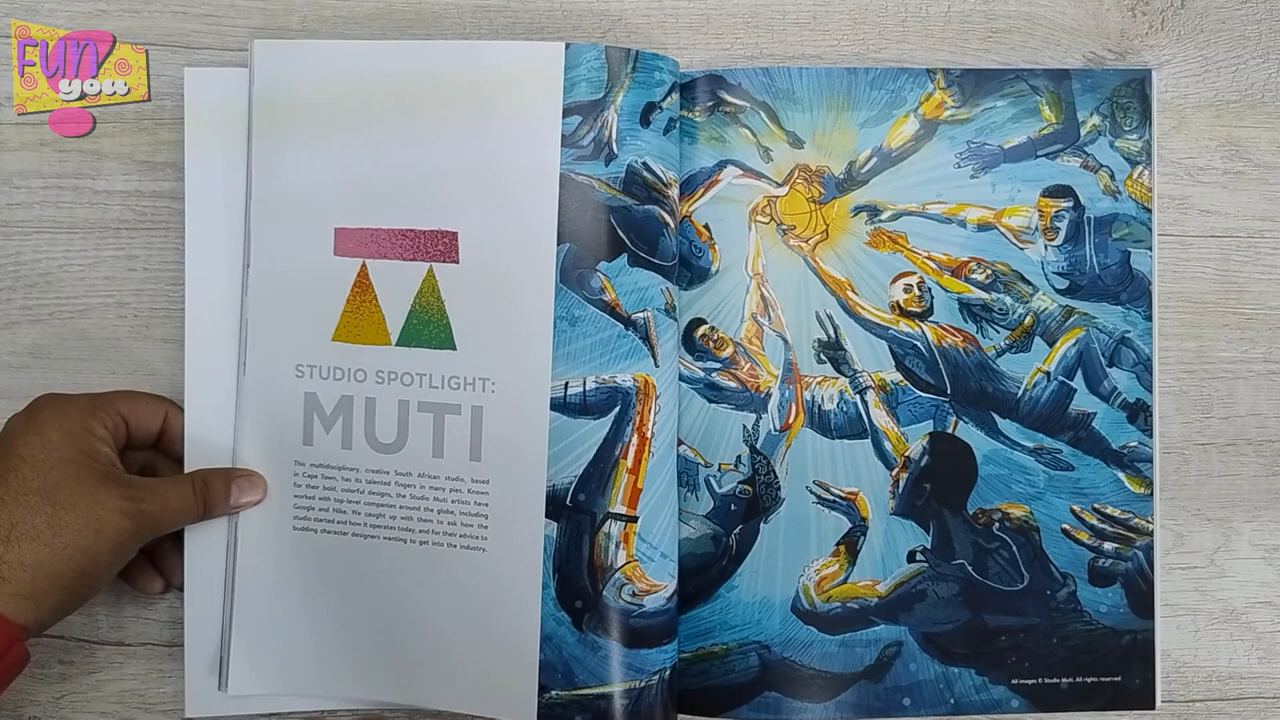 FUN
you
STUDIO SPOTLIGHT:
MUTI
This multidisciplinary, creative South African studio, based
in Cape Town, has its talented fingers in many pies. Known
for their bold, colorful designs, the Studio Muti artists have
worked with top-level companies around the globe, including
Google and Nike. We caught up with them to ask how the
studio started and how it operates today, and for their advice to
budding character designers wanting to get into the industry.
All images © Studio Muti. All rights reserved